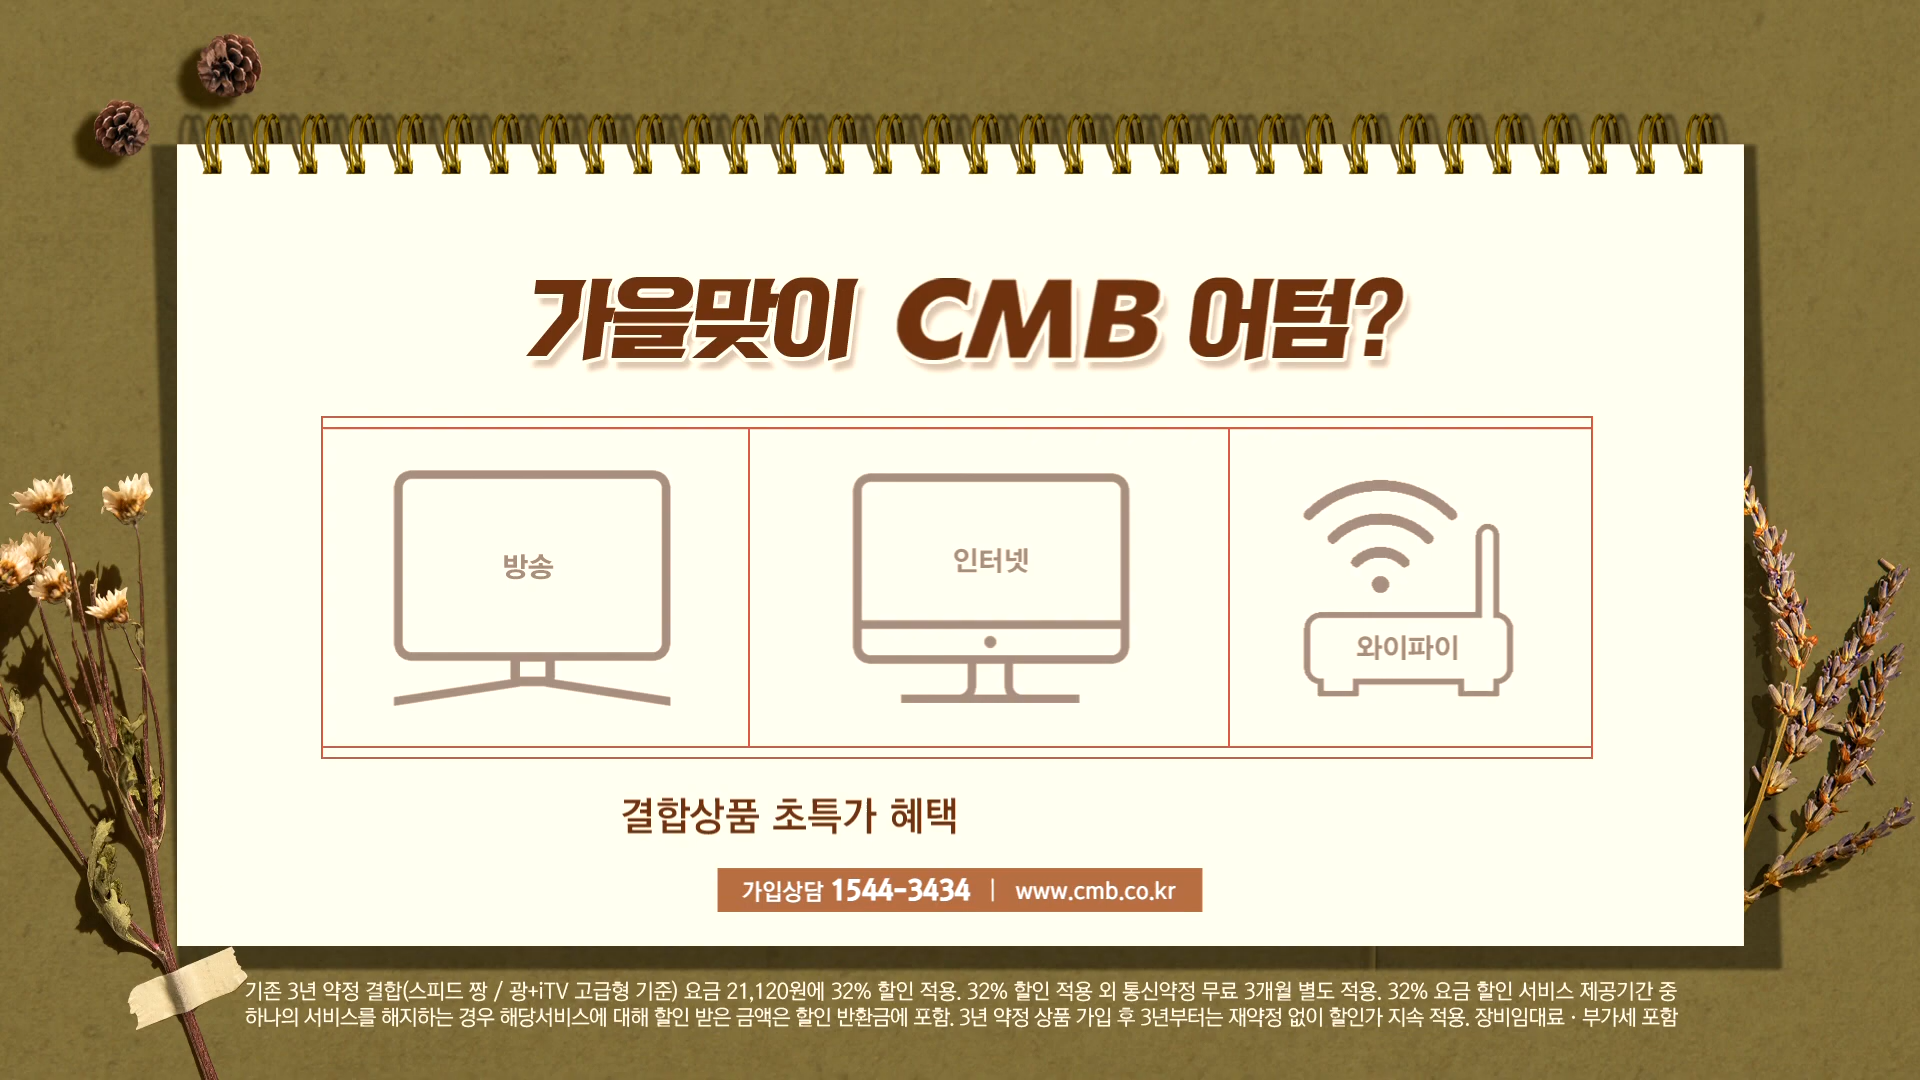 가을맞이 CMB 어텀?
방송
인터넷
와이파이
결합상품 초특가 혜택
가입상담 1544-3434 | www.cmb.co.kr
기존 3년 약정 결합(스피드 짱 / 광+iTV 고급형 기준) 요금 21,120원에 32% 할인 적용. 32% 할인 적용 외 통신약정 무료 3개월 별도 적용. 32% 요금 할인 서비스 제공기간 중
하나의 서비스를 해지하는 경우 해당서비스에 대해 할인 받은 금액은 할인 반환금에 포함. 3년 약정 상품 가입 후 3년부터는 재약정 없이 할인가 지속 적용. 장비임대료 · 부가세 포함